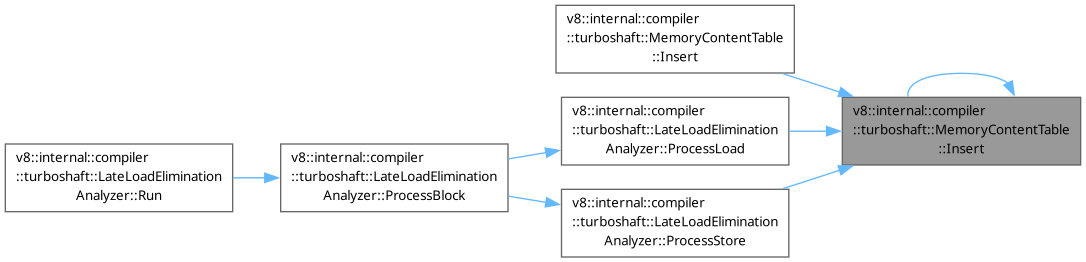 v8::internal::compiler
::turboshaft::MemoryContentTable
::Insert
v8::internal::compiler
::turboshaft::LateLoadElimination
Analyzer::ProcessLoad
v8::internal::compiler
::turboshaft::MemoryContentTable
::Insert
v8::internal::compiler
::turboshaft::LateLoadElimination
Analyzer::Run
v8::internal::compiler
::turboshaft::LateLoadElimination
Analyzer::ProcessBlock
v8::internal::compiler
::turboshaft::LateLoadElimination
Analyzer::ProcessStore